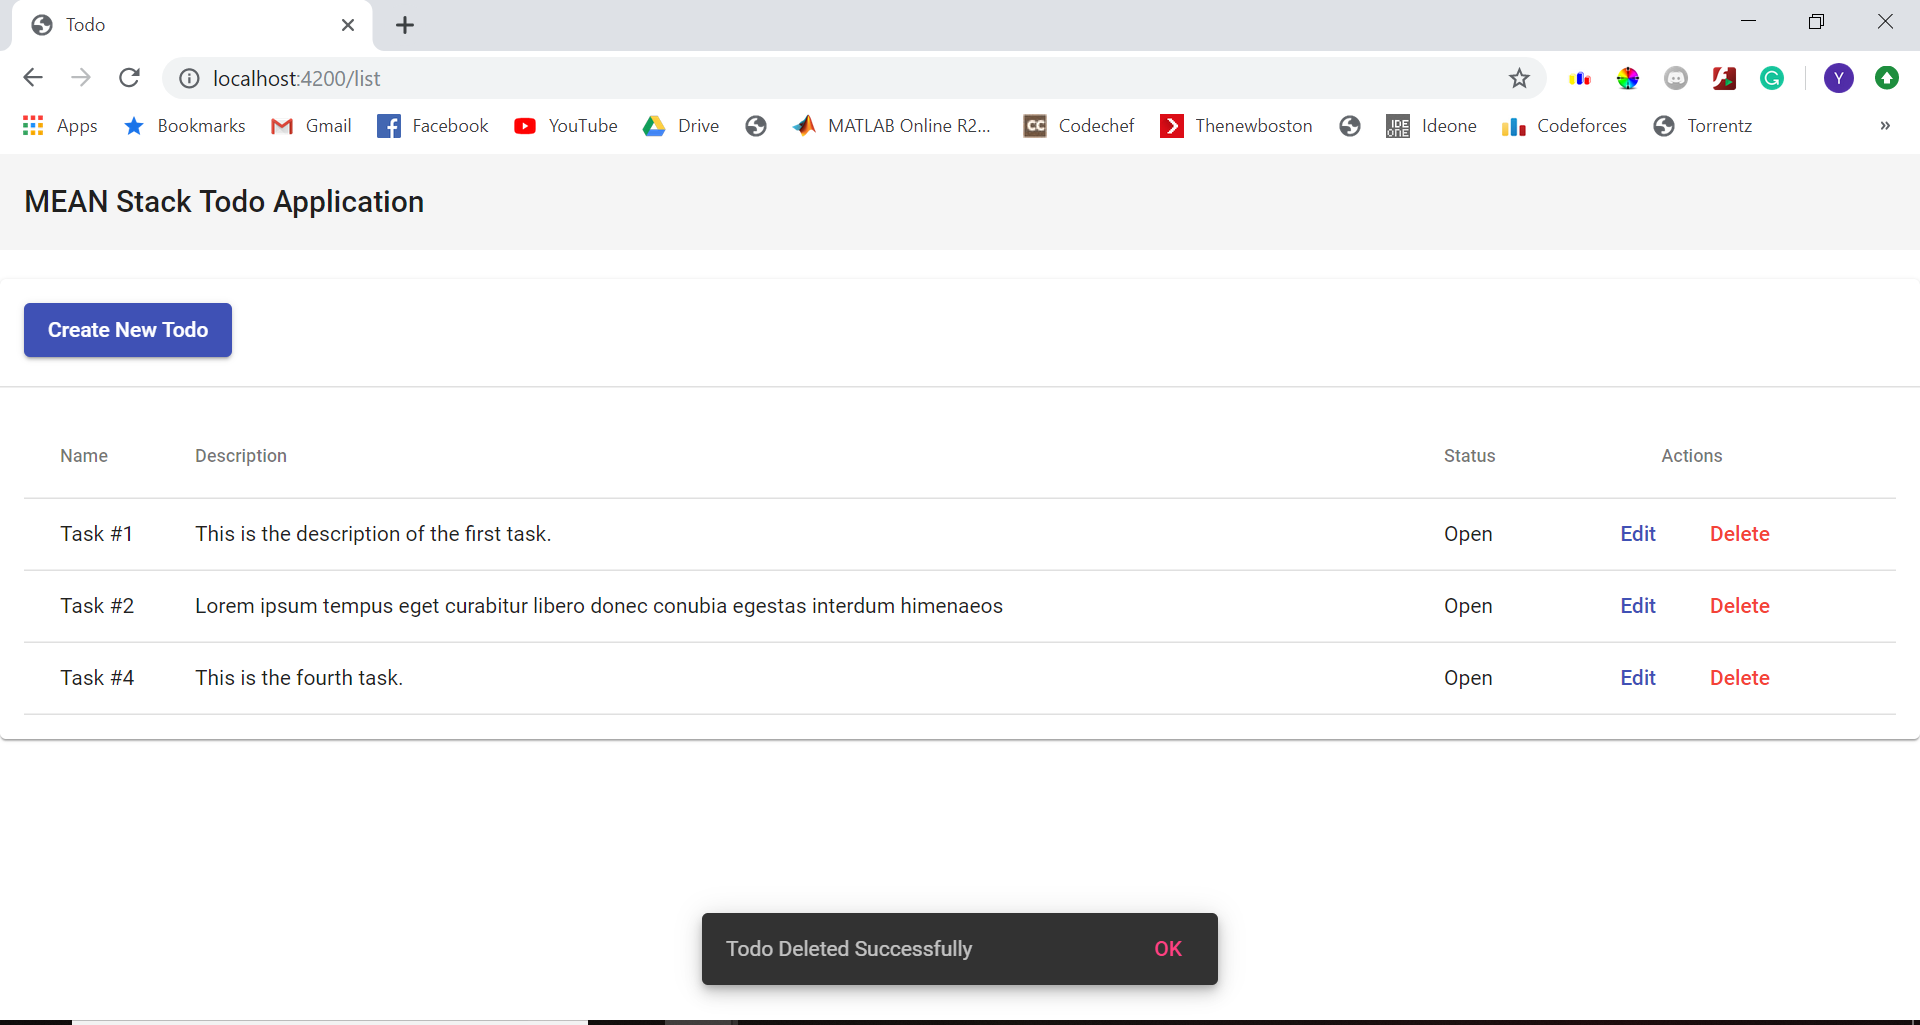 Todo
localhost:4200/list
Y
Apps Bookmarks Gmail Facebook YouTube Drive MATLAB Online R2... CC Codechef Thenewboston IDE ONE Ideone Codeforces Torrentz »
MEAN Stack Todo Application
Create New Todo
Name Description Status Actions
Task #1 This is the description of the first task. Open Edit Delete
Task #2 Lorem ipsum tempus eget curabitur libero donec conubia egestas interdum himenaeos Open Edit Delete
Task #4 This is the fourth task. Open Edit Delete
Todo Deleted Successfully OK